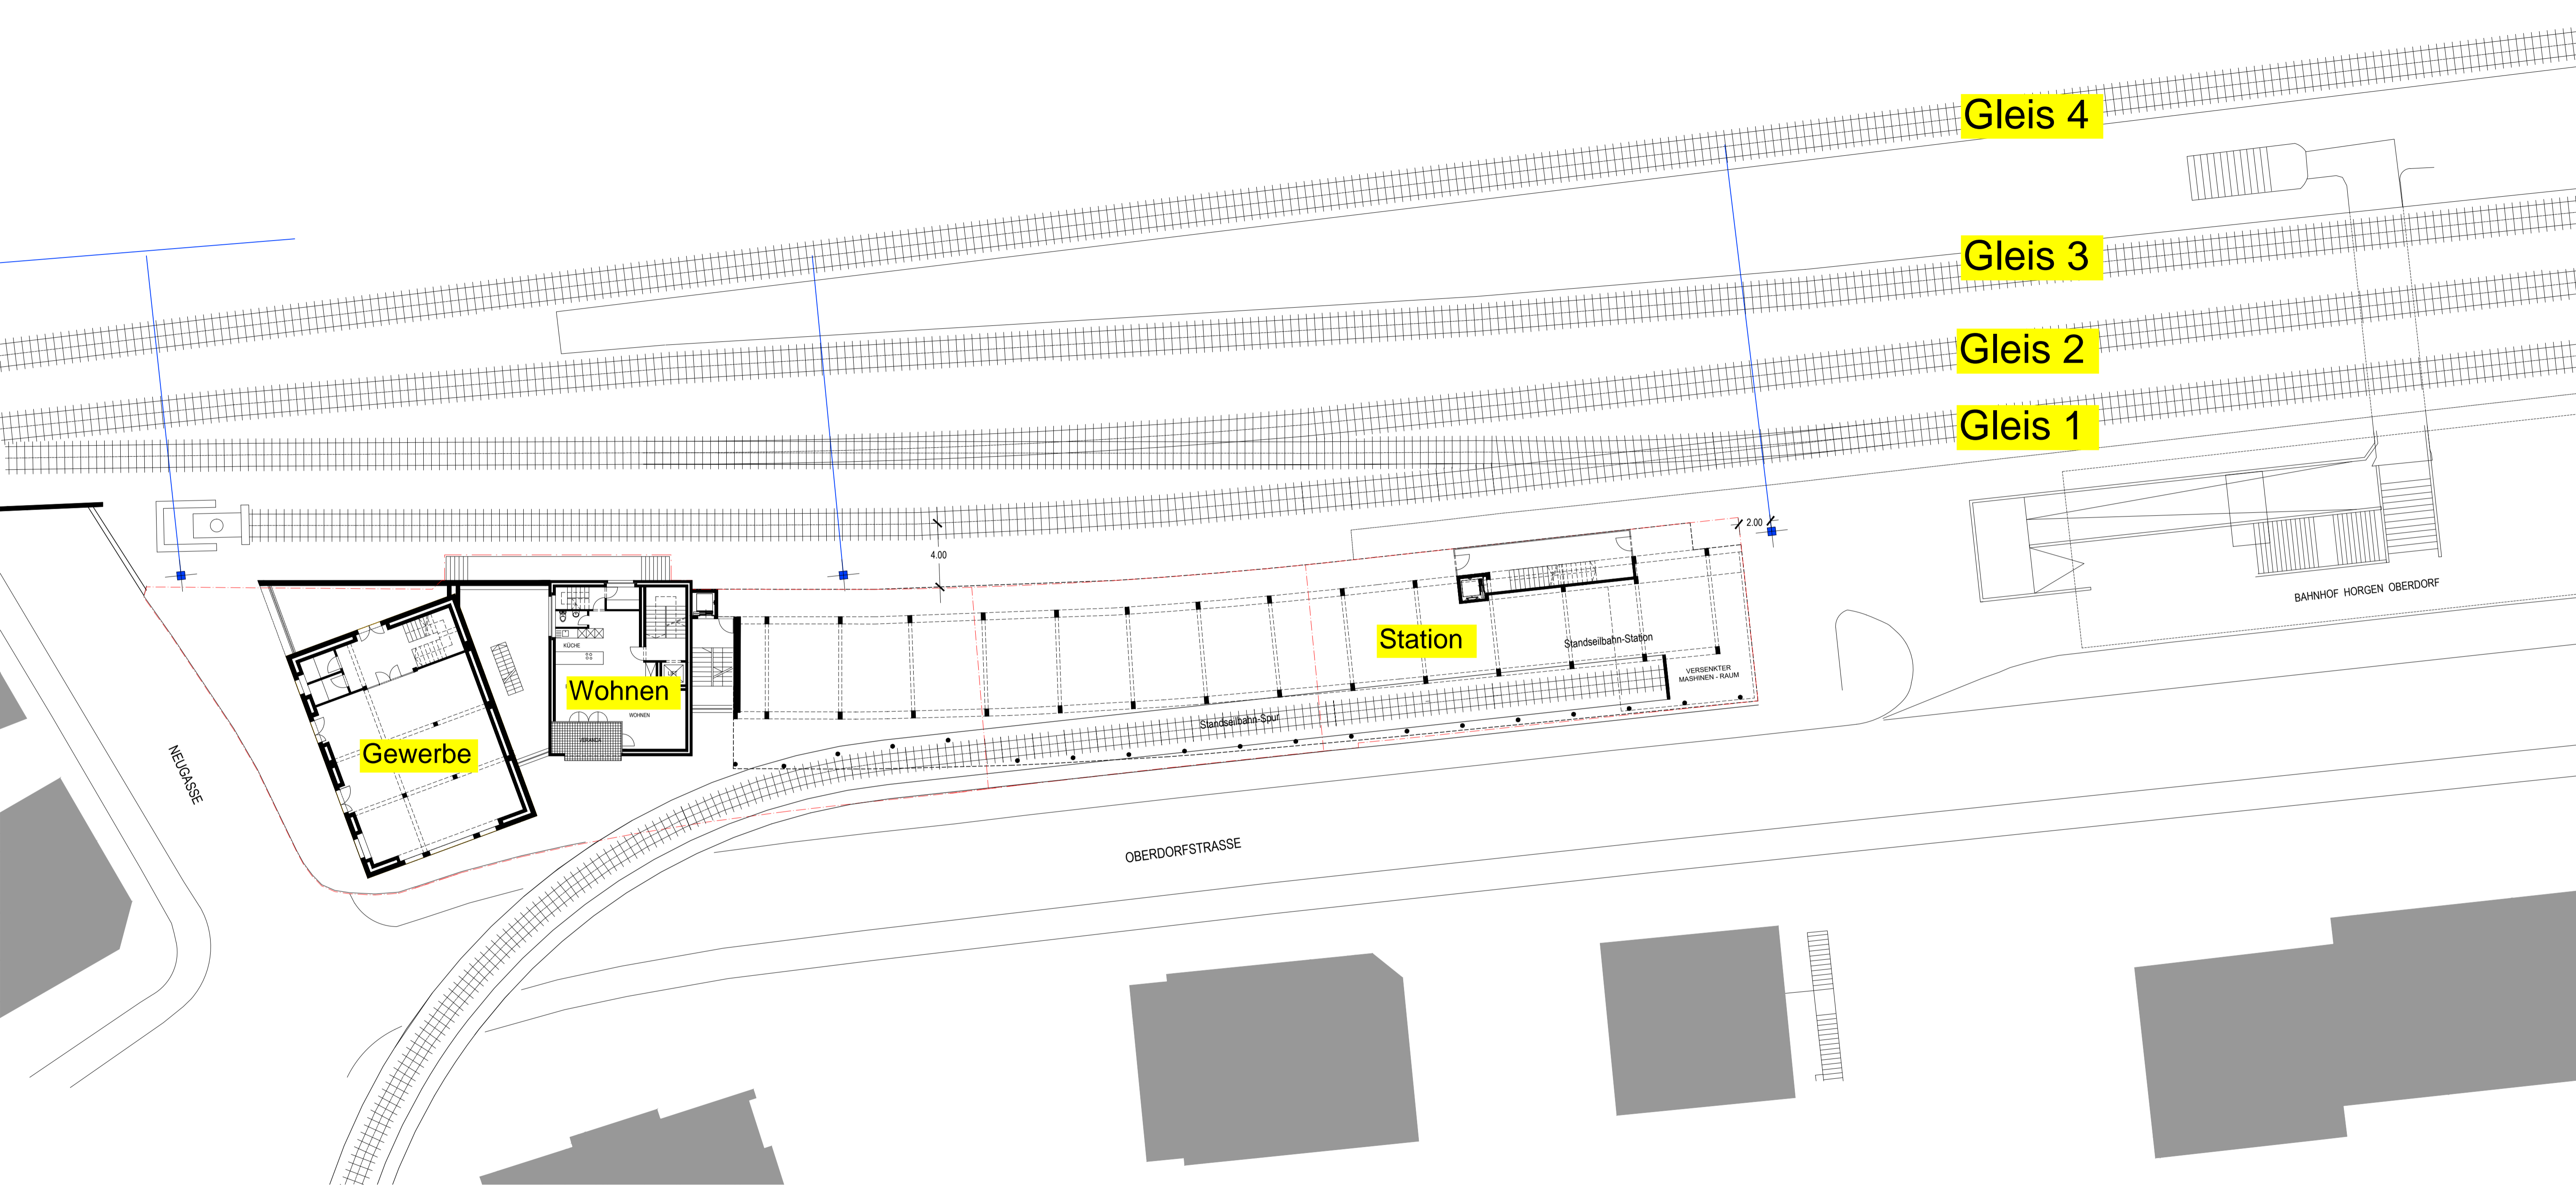 Gleis 4
Gleis 3
Gleis 2
Gleis 1
2.00
4.00
BAHNHOF HORGEN OBERDORF
Station
Standseilbahn-Station
KÜCHE
VERSENKTER
MASHINEN - RAUM
Wohnen
WOHNEN
Standseilbahn-Spur
VERANDA
Gewerbe
NEUGASSE
OBERDORFSTRASSE